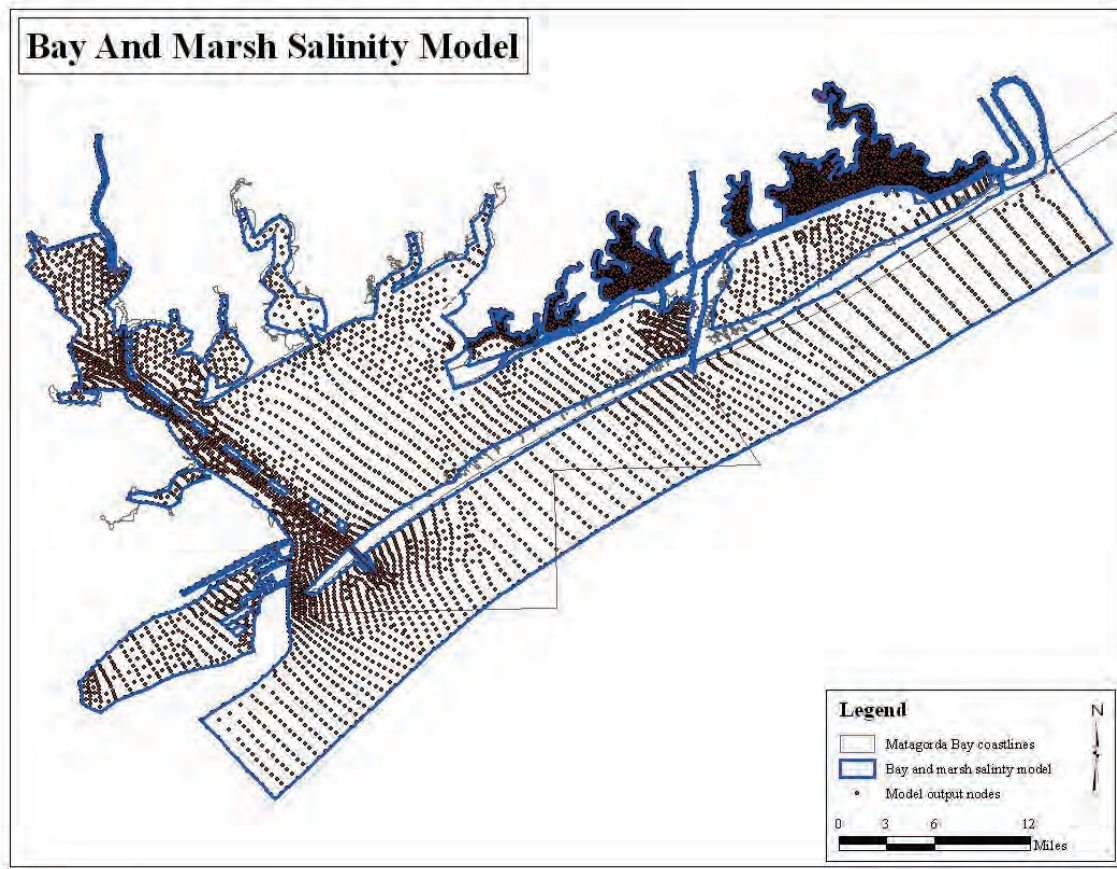 Bay And Marsh Salinity Model
Legend
N
Matagorda Bay coastlines
Bay and marsh salinty model
Model output nodes
0 3 6 12
Miles